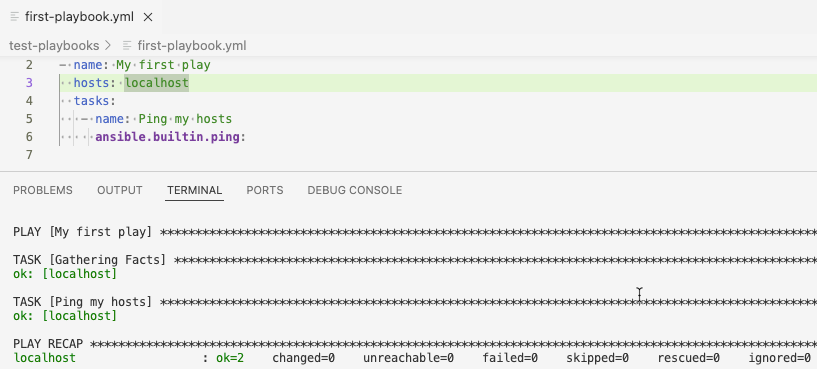 first-playbook.yml
test-playbooks > first-playbook.yml
2 - name: My first play
3 hosts: localhost
4 tasks:
5 - name: Ping my hosts
6 ansible.builtin.ping:
7
PROBLEMS OUTPUT TERMINAL PORTS DEBUG CONSOLE
PLAY [My first play] ***********************************************************************************************
TASK [Gathering Facts] *********************************************************************************************
ok: [localhost]
TASK [Ping my hosts] ***********************************************************************************************
ok: [localhost]
PLAY RECAP *********************************************************************************************************
localhost : ok=2 changed=0 unreachable=0 failed=0 skipped=0 rescued=0 ignored=0